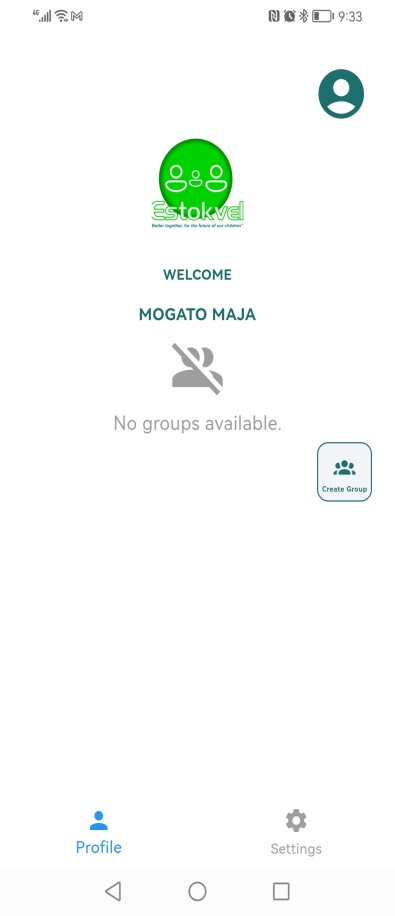 4G
9:33
Estokvel
Better together, for the future of our children"
WELCOME
MOGATO MAJA
No groups available.
Create Group
Profile
Settings